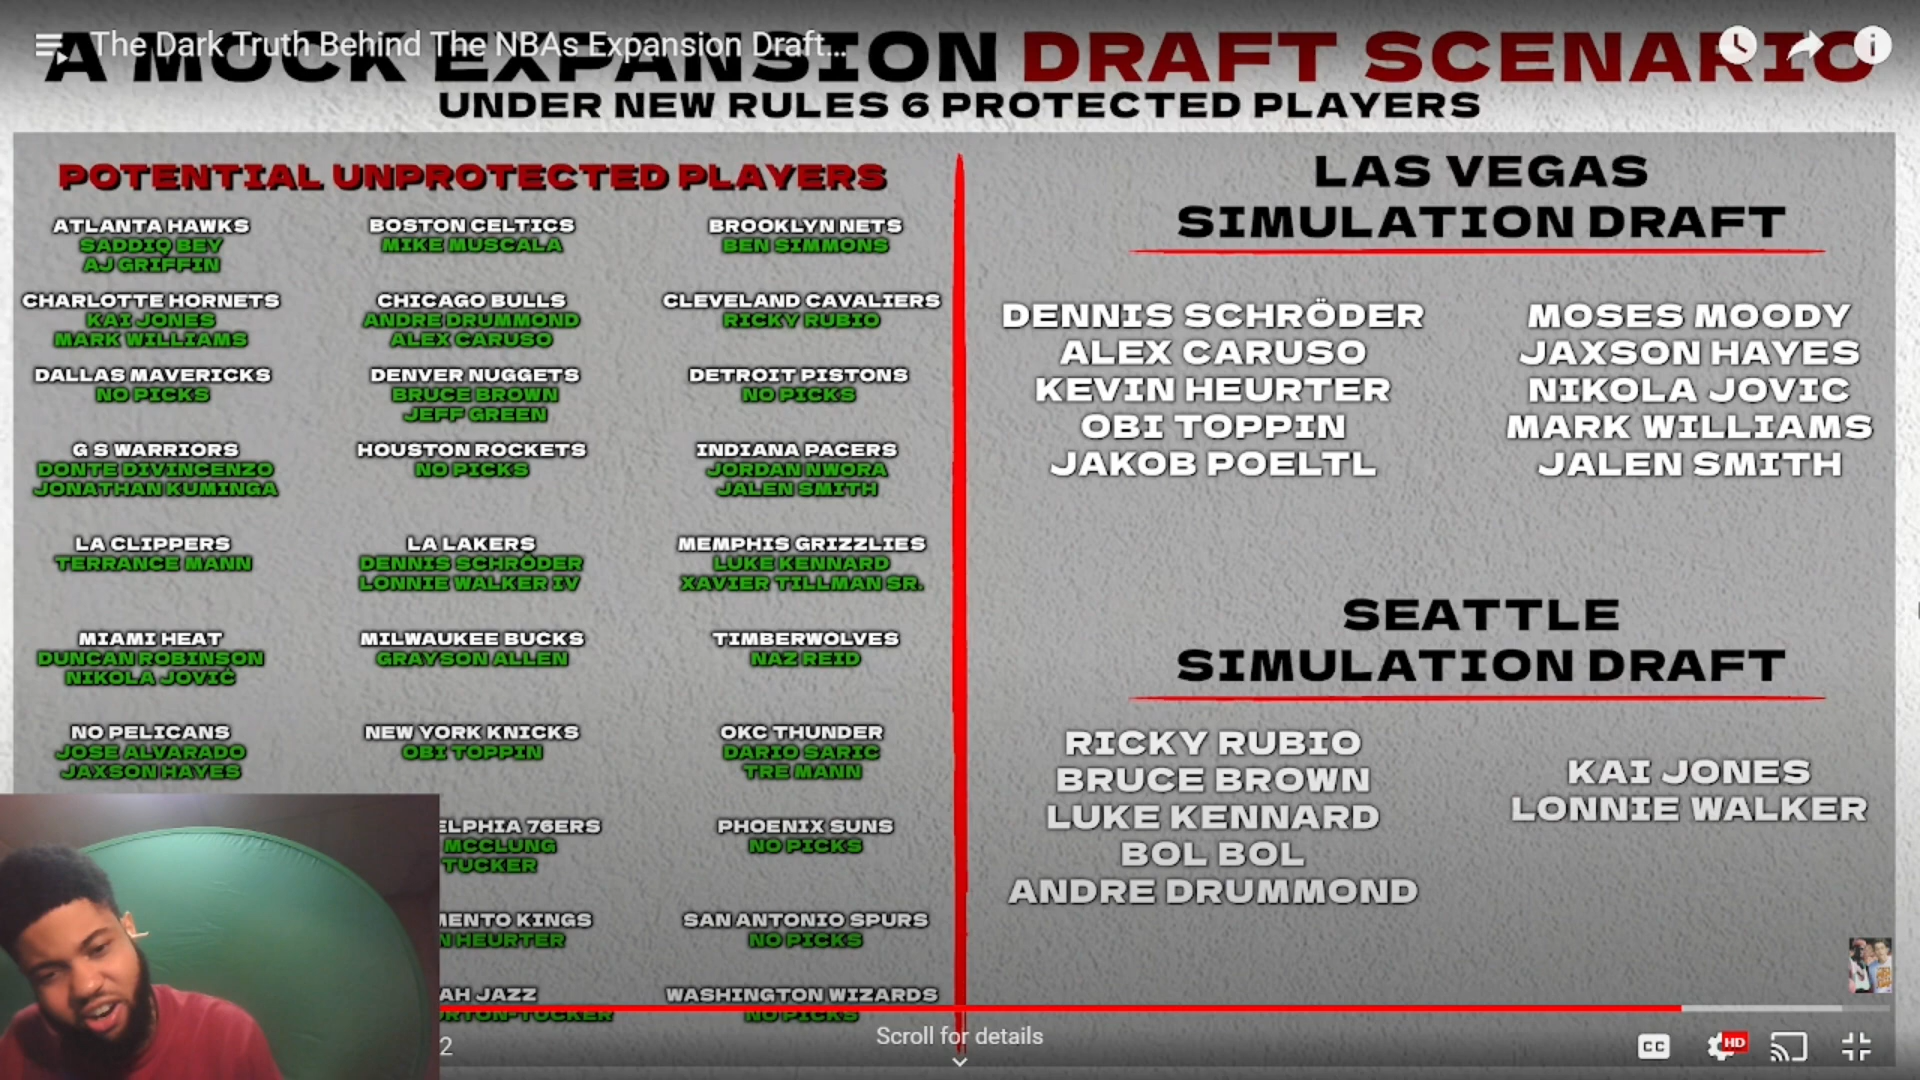 The Dark Truth Behind The NBAs Expansion Draft...
A MOCK EXPANSION DRAFT SCENARIO
UNDER NEW RULES 6 PROTECTED PLAYERS
POTENTIAL UNPROTECTED PLAYERS
ATLANTA HAWKS
SADDIQ BEY
AJ GRIFFIN
BOSTON CELTICS
MIKE MUSCALA
BROOKLYN NETS
BEN SIMMONS
CHARLOTTE HORNETS
KAI JONES
MARK WILLIAMS
CHICAGO BULLS
ANDRE DRUMMOND
ALEX CARUSO
CLEVELAND CAVALIERS
RICKY RUBIO
DALLAS MAVERICKS
NO PICKS
DENVER NUGGETS
BRUCE BROWN
JEFF GREEN
DETROIT PISTONS
NO PICKS
G S WARRIORS
DONTE DIVINCENZO
JONATHAN KUMINGA
HOUSTON ROCKETS
NO PICKS
INDIANA PACERS
JORDAN NWORA
JALEN SMITH
LA CLIPPERS
TERRANCE MANN
LA LAKERS
DENNIS SCHRÖDER
LONNIE WALKER IV
MEMPHIS GRIZZLIES
LUKE KENNARD
XAVIER TILLMAN SR.
MIAMI HEAT
DUNCAN ROBINSON
NIKOLA JOVIĆ
MILWAUKEE BUCKS
GRAYSON ALLEN
TIMBERWOLVES
NAZ REID
NO PELICANS
JOSE ALVARADO
JAXSON HAYES
NEW YORK KNICKS
OBI TOPPIN
OKC THUNDER
DARIO SARIC
TRE MANN
ELPHIA 76ERS
MCCLUNG
TUCKER
PHOENIX SUNS
NO PICKS
MENTO KINGS
N HEURTER
SAN ANTONIO SPURS
NO PICKS
AH JAZZ
RTON-TUCKER
WASHINGTON WIZARDS
NO PICKS
LAS VEGAS
SIMULATION DRAFT
DENNIS SCHRÖDER
ALEX CARUSO
KEVIN HEURTER
OBI TOPPIN
JAKOB POELTL
MOSES MOODY
JAXSON HAYES
NIKOLA JOVIC
MARK WILLIAMS
JALEN SMITH
SEATTLE
SIMULATION DRAFT
RICKY RUBIO
BRUCE BROWN
LUKE KENNARD
BOL BOL
ANDRE DRUMMOND
KAI JONES
LONNIE WALKER
2
Scroll for details
CC
HD